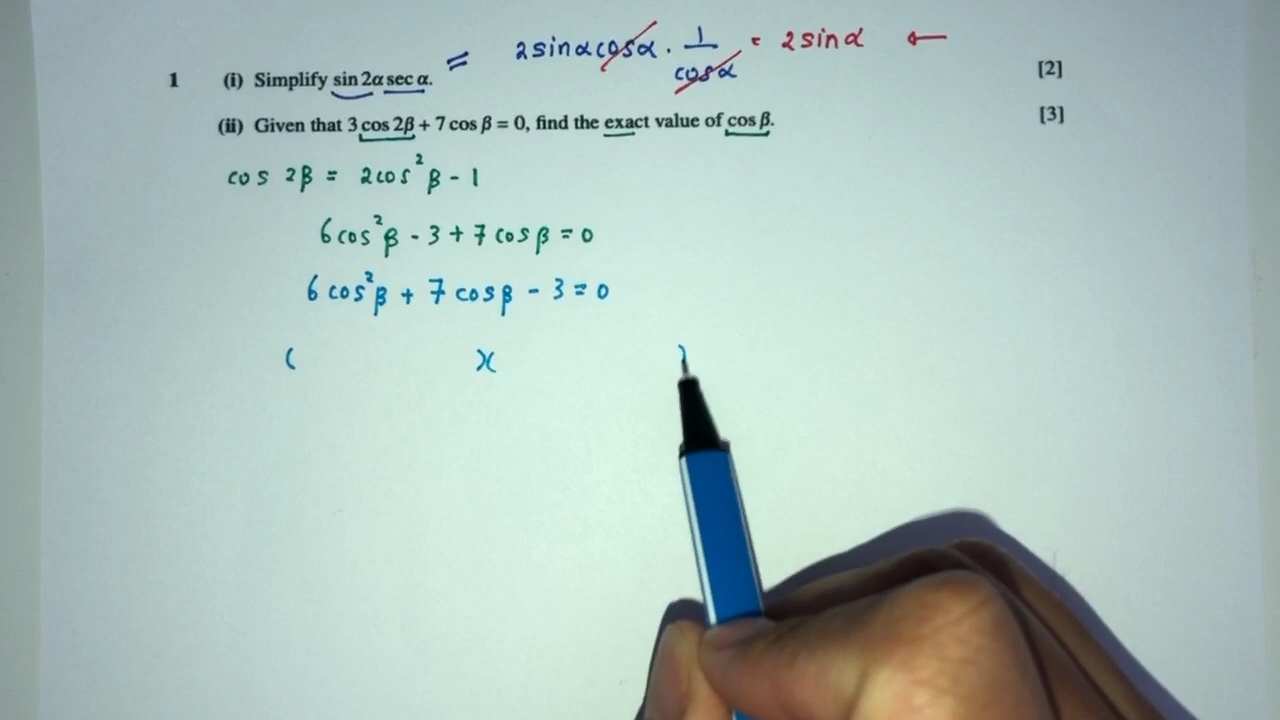 = 2sinαcosα . 1/cosα = 2sinα ←
1 (i) Simplify sin 2α sec α. [2]
(ii) Given that 3 cos 2β + 7 cos β = 0, find the exact value of cos β. [3]
cos 2β = 2cos²β - 1
6cos²β - 3 + 7cosβ = 0
6cos²β + 7cosβ - 3 = 0
( )( )